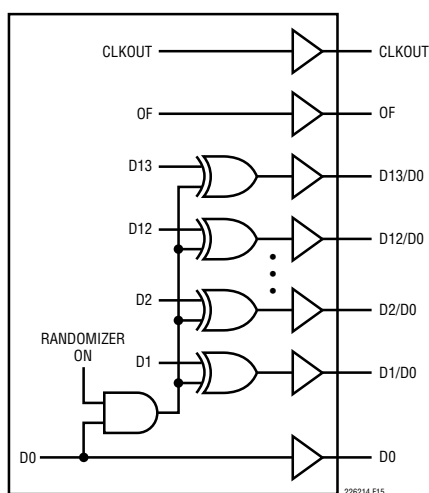 CLKOUT CLKOUT
OF OF
D13 D13/D0
D12 D12/D0
D2 D2/D0
RANDOMIZER
ON
D1 D1/D0
D0 D0
226214 F15